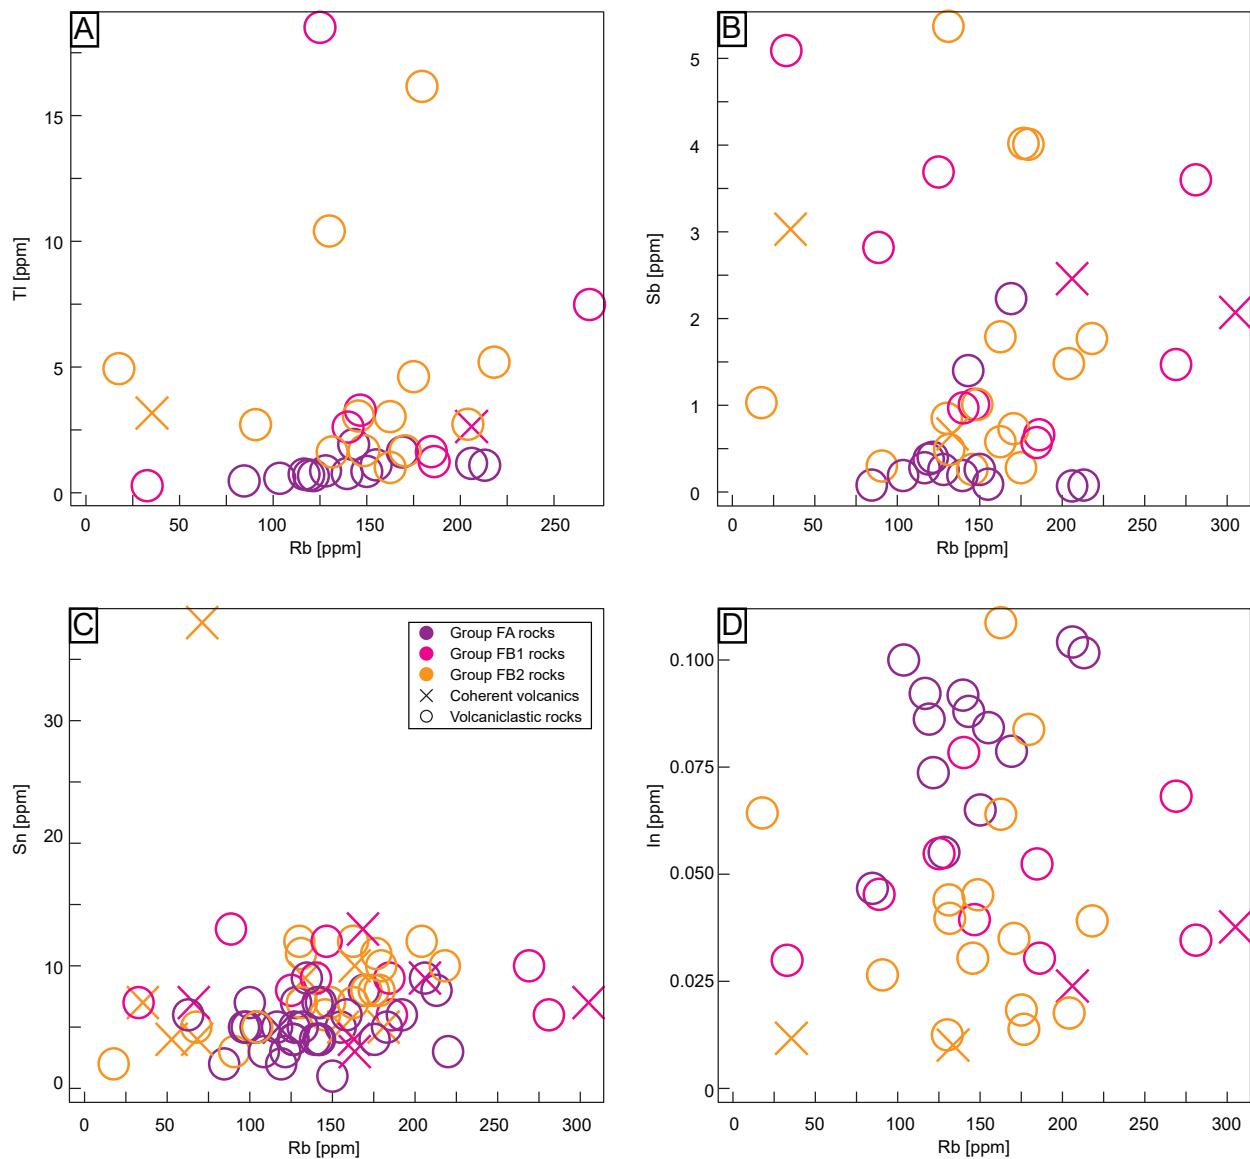 A
15
10
5
0
Tl [ppm]
0
50
100
150
200
250
Rb [ppm]
B
5
4
3
2
1
0
Sb [ppm]
0
50
100
150
200
250
300
Rb [ppm]
C
Group FA rocks
Group FB1 rocks
Group FB2 rocks
Coherent volcanics
Volcaniclastic rocks
30
20
10
0
Sn [ppm]
0
50
100
150
200
250
300
Rb [ppm]
D
0.100
0.075
0.050
0.025
0
In [ppm]
0
50
100
150
200
250
300
Rb [ppm]